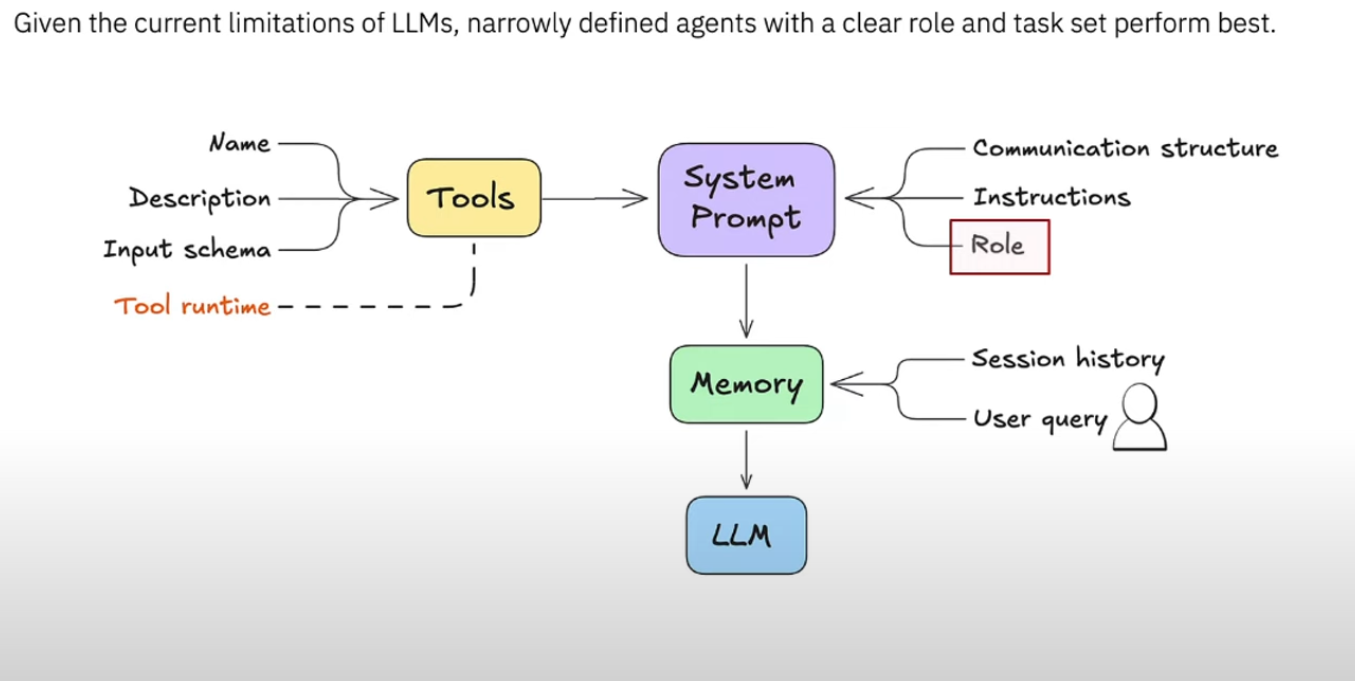 Given the current limitations of LLMs, narrowly defined agents with a clear role and task set perform best.
Name
Description
Input schema
Tool runtime
Tools
System
Prompt
Communication structure
Instructions
Role
Memory
Session history
User query
LLM